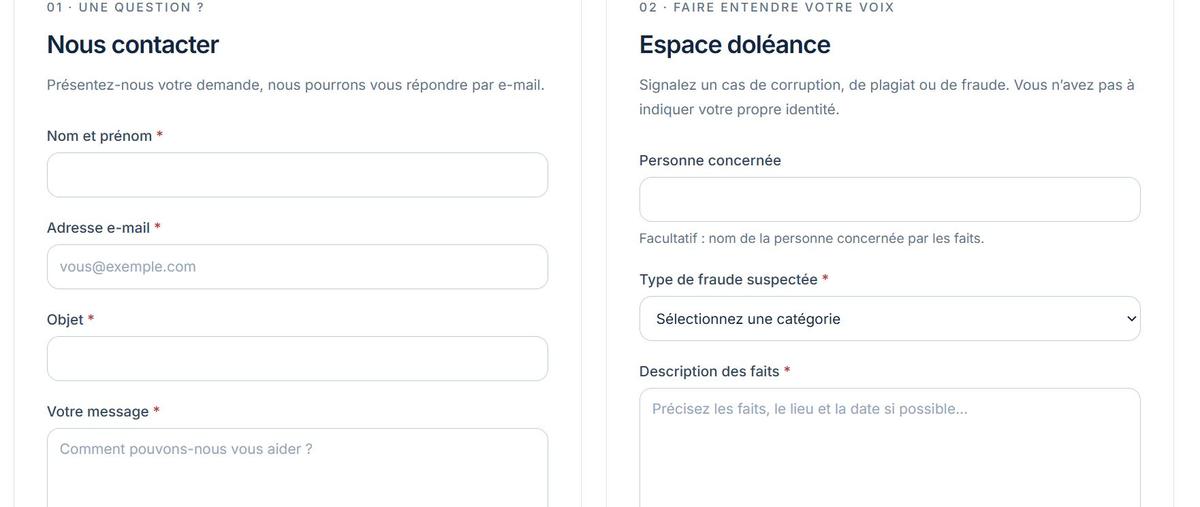 01 · UNE QUESTION ?
Nous contacter
Présentez-nous votre demande, nous pourrons vous répondre par e-mail.
Nom et prénom *
Adresse e-mail *
vous@exemple.com
Objet *
Votre message *
Comment pouvons-nous vous aider ?
02 · FAIRE ENTENDRE VOTRE VOIX
Espace doléance
Signalez un cas de corruption, de plagiat ou de fraude. Vous n’avez pas à
indiquer votre propre identité.
Personne concernée
Facultatif : nom de la personne concernée par les faits.
Type de fraude suspectée *
Sélectionnez une catégorie
Description des faits *
Précisez les faits, le lieu et la date si possible…